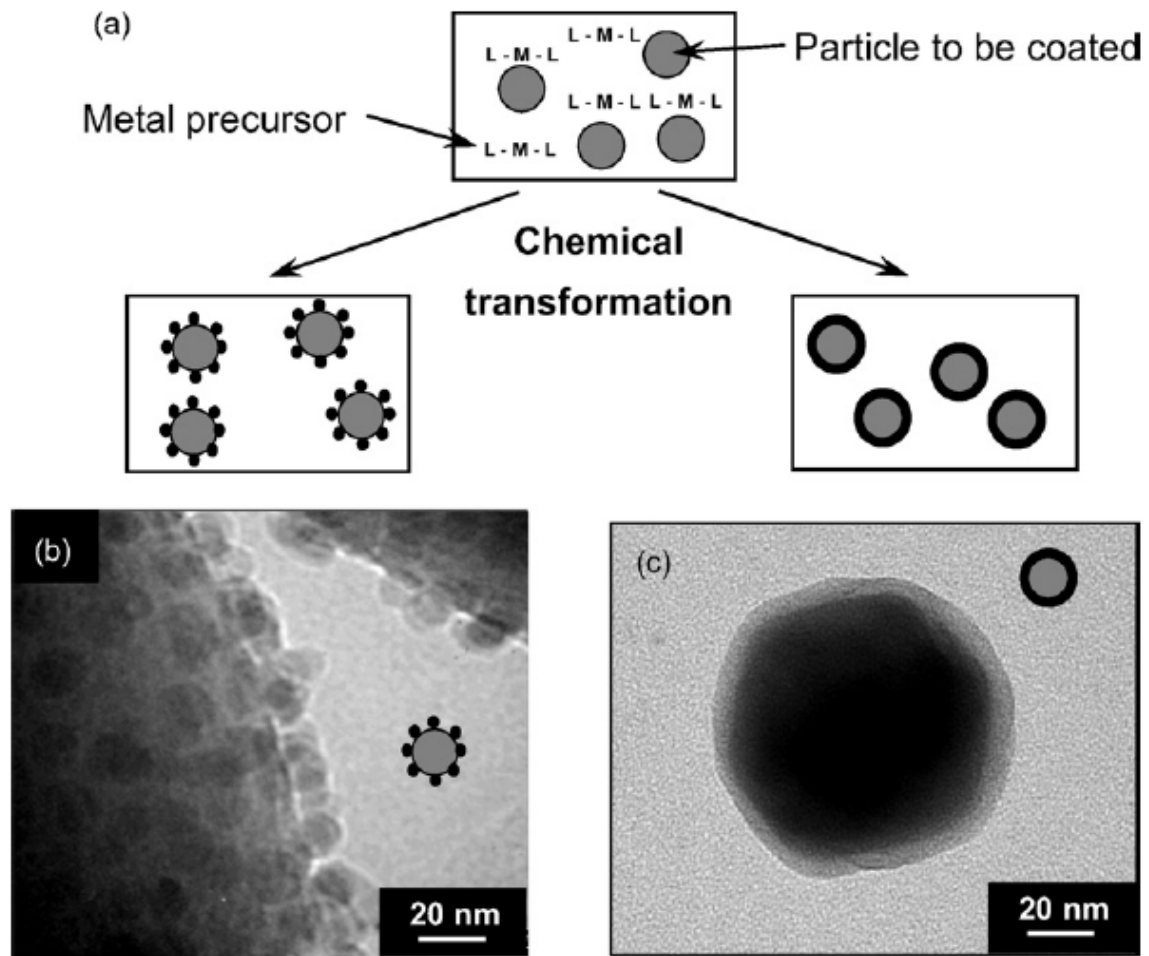 (a)
L - M - L
Particle to be coated
L - M - L
Metal precursor
L - M - L L - M - L
L - M - L
Chemical
transformation
(b)
20 nm
(c)
20 nm